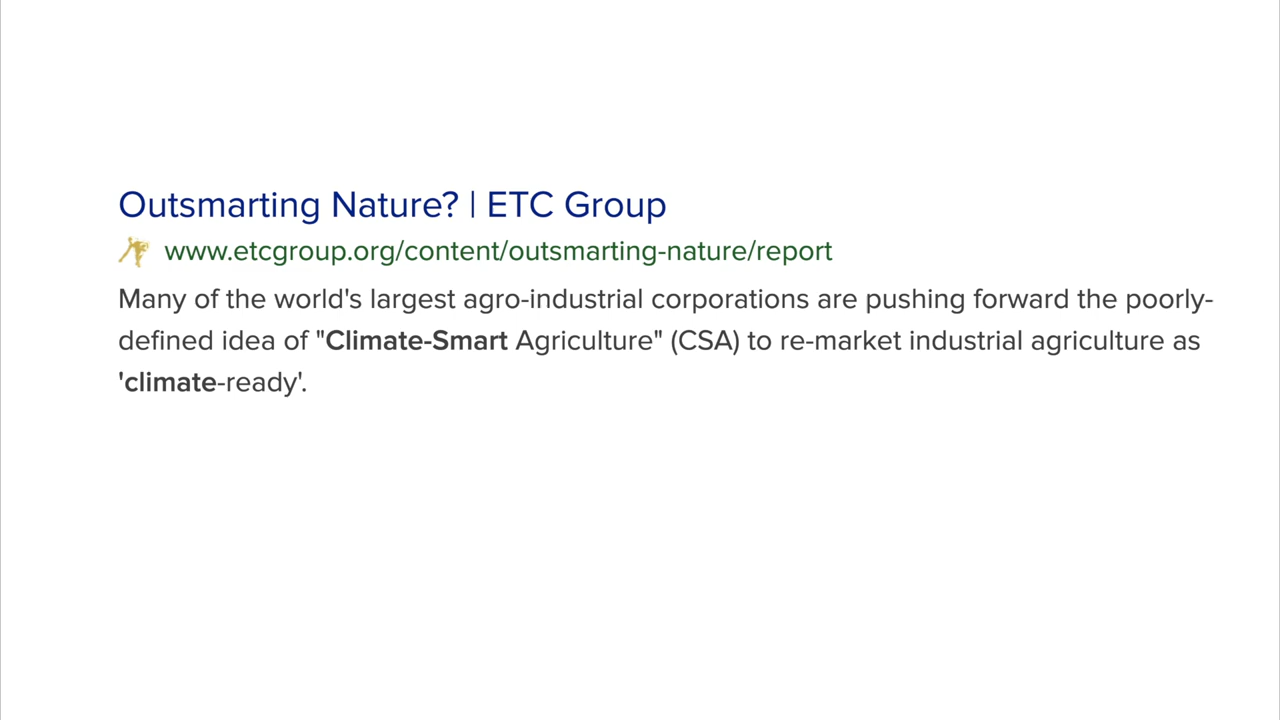 Outsmarting Nature? | ETC Group
www.etcgroup.org/content/outsmarting-nature/report
Many of the world's largest agro-industrial corporations are pushing forward the poorly-
defined idea of "Climate-Smart Agriculture" (CSA) to re-market industrial agriculture as
'climate-ready'.